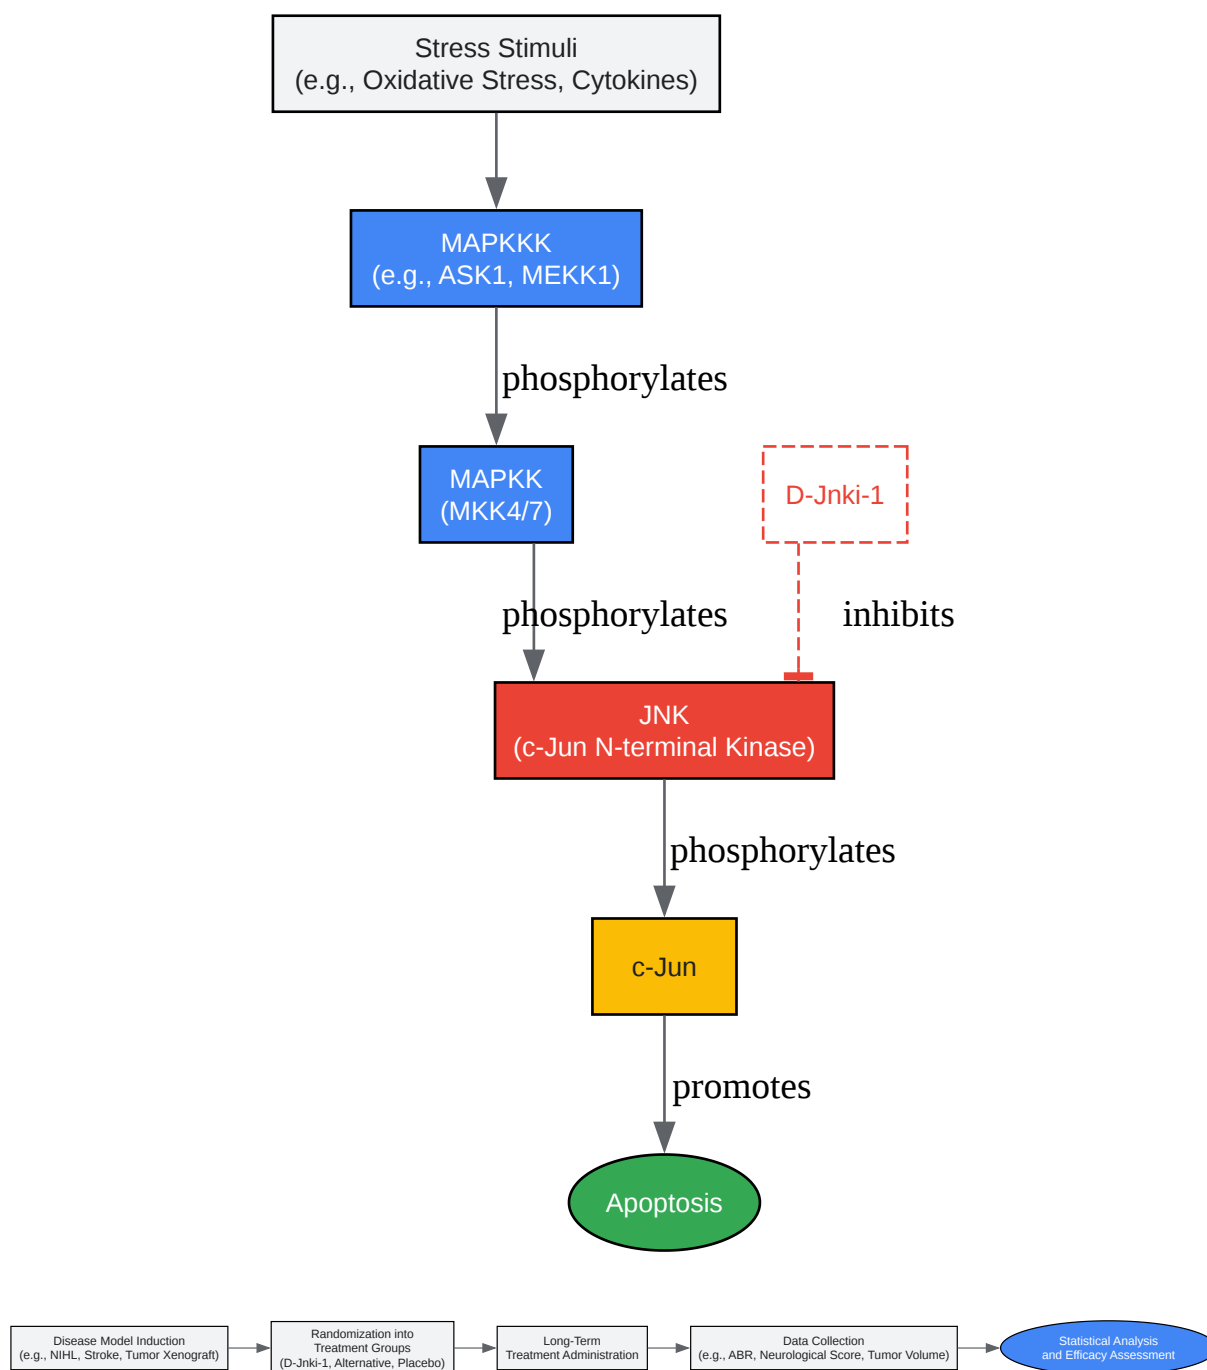 Stress Stimuli
(e.g., Oxidative Stress, Cytokines)
MAPKKK
(e.g., ASK1, MEKK1)
phosphorylates
MAPKK
(MKK4/7)
D-Jnki-1
phosphorylates
inhibits
JNK
(c-Jun N-terminal Kinase)
phosphorylates
c-Jun
promotes
Apoptosis
Disease Model Induction
(e.g., NIHL, Stroke, Tumor Xenograft)
Randomization into
Treatment Groups
(D-Jnki-1, Alternative, Placebo)
Long-Term
Treatment Administration
Data Collection
(e.g., ABR, Neurological Score, Tumor Volume)
Statistical Analysis
and Efficacy Assessment